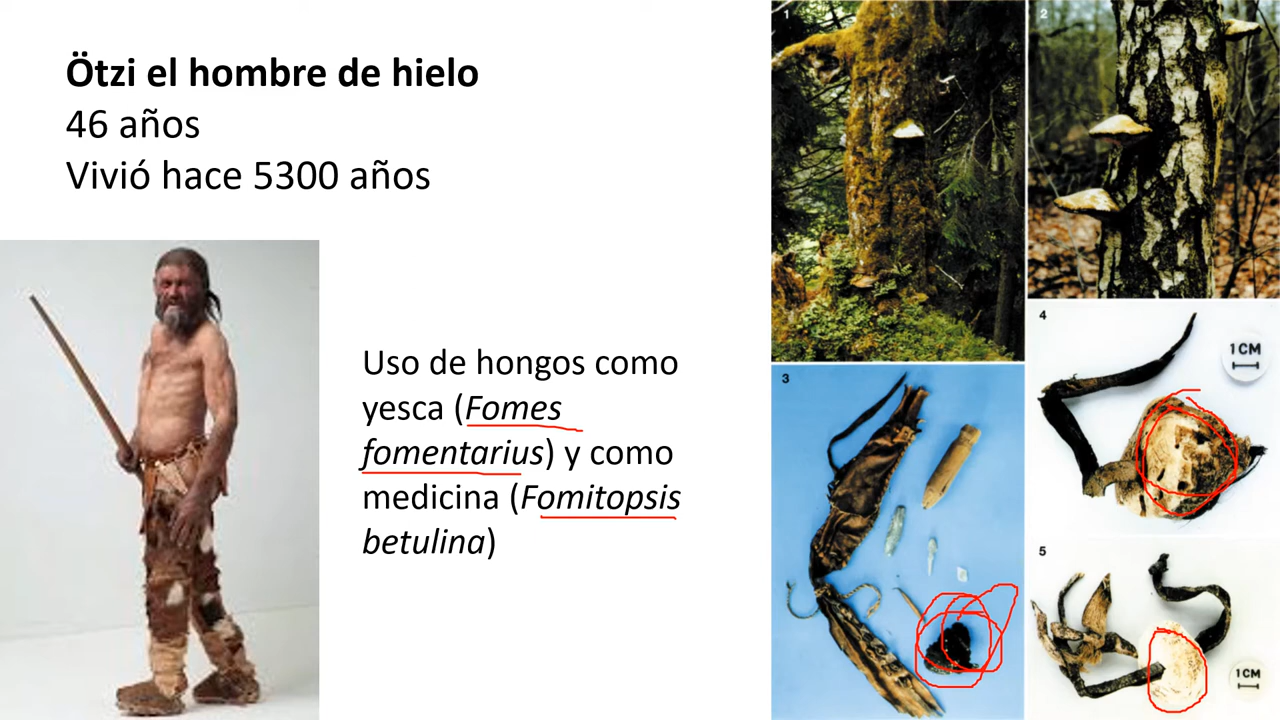 Ötzi el hombre de hielo
46 años
Vivió hace 5300 años
Uso de hongos como
yesca (Fomes
fomentarius) y como
medicina (Fomitopsis
betulina)
1
2
3
4
1 CM
5
1 CM